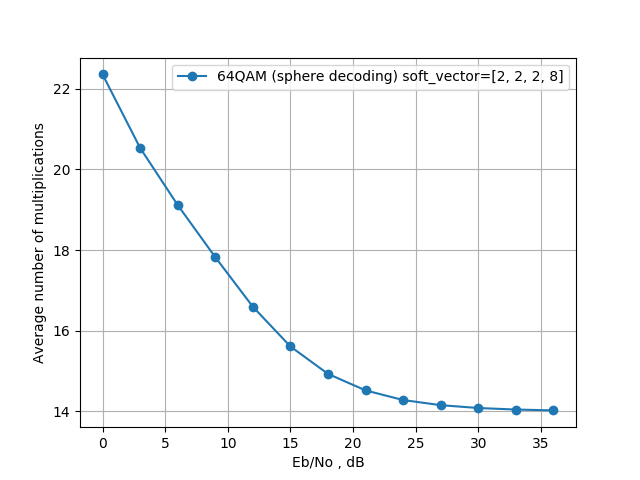 64QAM (sphere decoding) soft_vector=[2, 2, 2, 8]
Average number of multiplications
22
20
18
16
14
0 5 10 15 20 25 30 35
Eb/No , dB